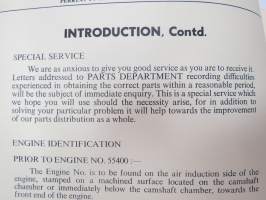 INTRODUCTION, Contd.
SPECIAL SERVICE
We are as anxious to give you good service as you are to receive it.
Letters addressed to PARTS DEPARTMENT recording difficulties
experienced in obtaining the correct parts within a reasonable period,
will be the subject of immediate enquiry. This is a special service which
we hope you will use should the necessity arise, for in addition to
solving your particular problem it will help towards the improvement
of our parts distribution as a whole.
ENGINE IDENTIFICATION
PRIOR TO ENGINE NO. 55400 :—
The Engine No. is to be found on the air induction side of the
engine, stamped on a machined surface located on the camshaft
chamber or immediately below the camshaft chamber, towards the
front end of the engine.